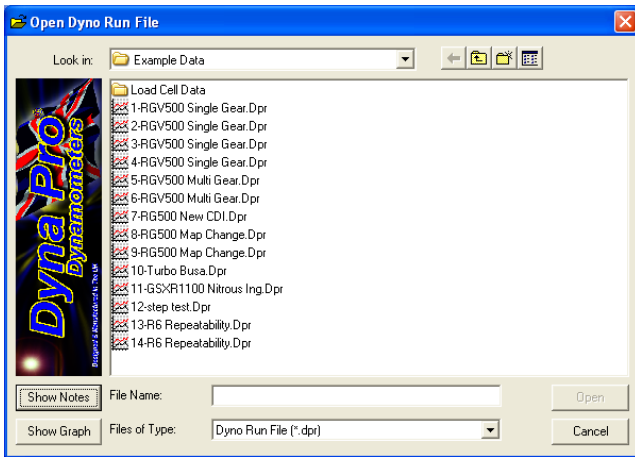 Open Dyno Run File
Look in:
Example Data
Dyna Pro
Dynamometers
Load Cell Data
1-RGV500 Single Gear.Dpr
2-RGV500 Single Gear.Dpr
3-RGV500 Single Gear.Dpr
4-RGV500 Single Gear.Dpr
5-RGV500 Multi Gear.Dpr
6-RGV500 Multi Gear.Dpr
7-RG500 New CDI.Dpr
8-RG500 Map Change.Dpr
9-RG500 Map Change.Dpr
10-Turbo Busa.Dpr
11-GSXR1100 Nitrous Ing.Dpr
12-step test.Dpr
13-R6 Repeatability.Dpr
14-R6 Repeatability.Dpr
Show Notes
File Name:
Open
Show Graph
Files of Type:
Dyno Run File (*.dpr)
Cancel